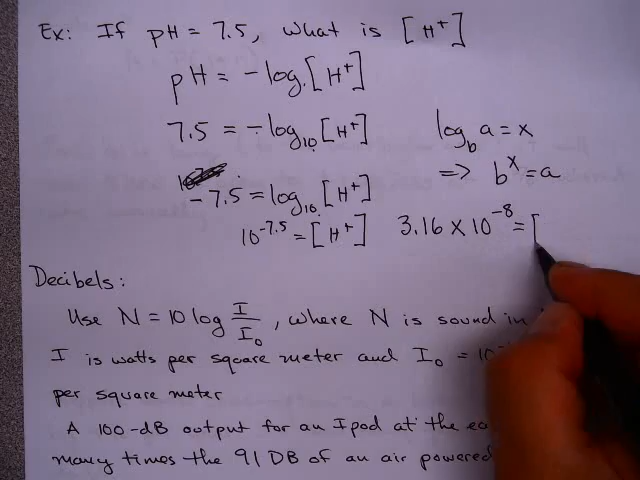 Ex: If pH = 7.5, what is [H⁺]
pH = -log [H⁺]
7.5 = -log₁₀ [H⁺]
log_b a = x
=> bˣ = a
-7.5 = log₁₀ [H⁺]
10^-7.5 = [H⁺]
3.16 × 10⁻⁸ = [
Decibels:
Use N = 10 log I/I₀, where N is sound in
I is watts per square meter and I₀ = 10
per square meter
A 100-dB output for an Ipod at the
many times the 91 DB of an air powered